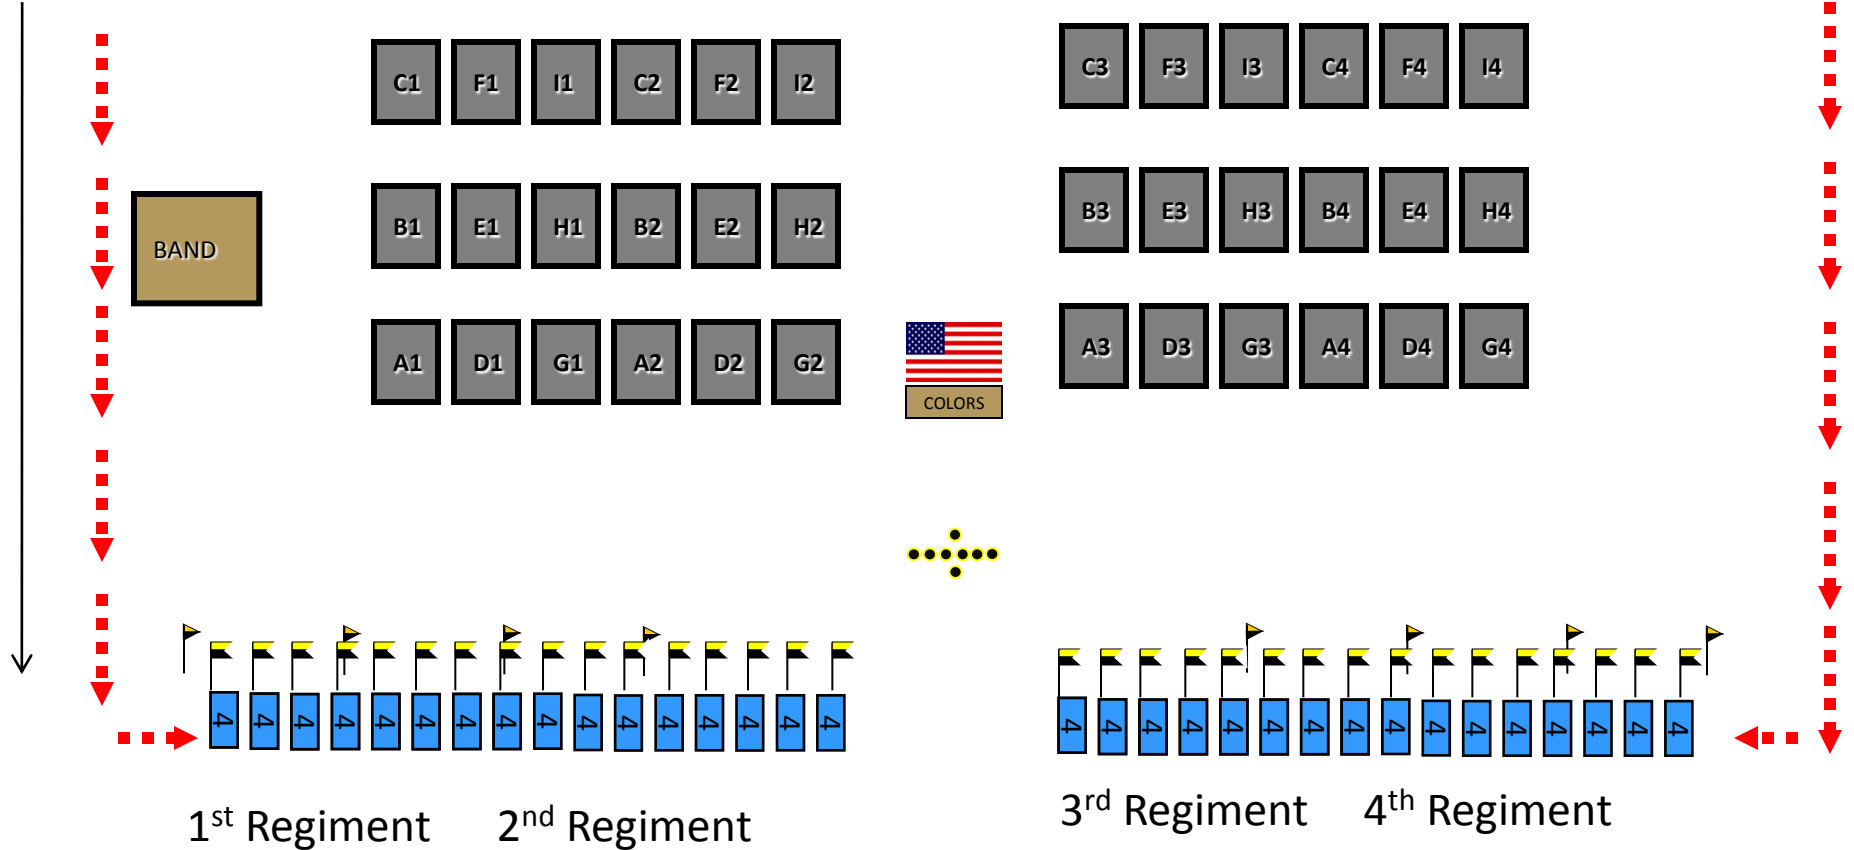 C1 F1 I1 C2 F2 I2
C3 F3 I3 C4 F4 I4
BAND
B1 E1 H1 B2 E2 H2
B3 E3 H3 B4 E4 H4
A1 D1 G1 A2 D2 G2
A3 D3 G3 A4 D4 G4
COLORS
4 4 4 4 4 4 4 4 4 4 4 4 4 4 4 4
4 4 4 4 4 4 4 4 4 4 4 4 4 4 4 4
1st Regiment 2nd Regiment
3rd Regiment 4th Regiment